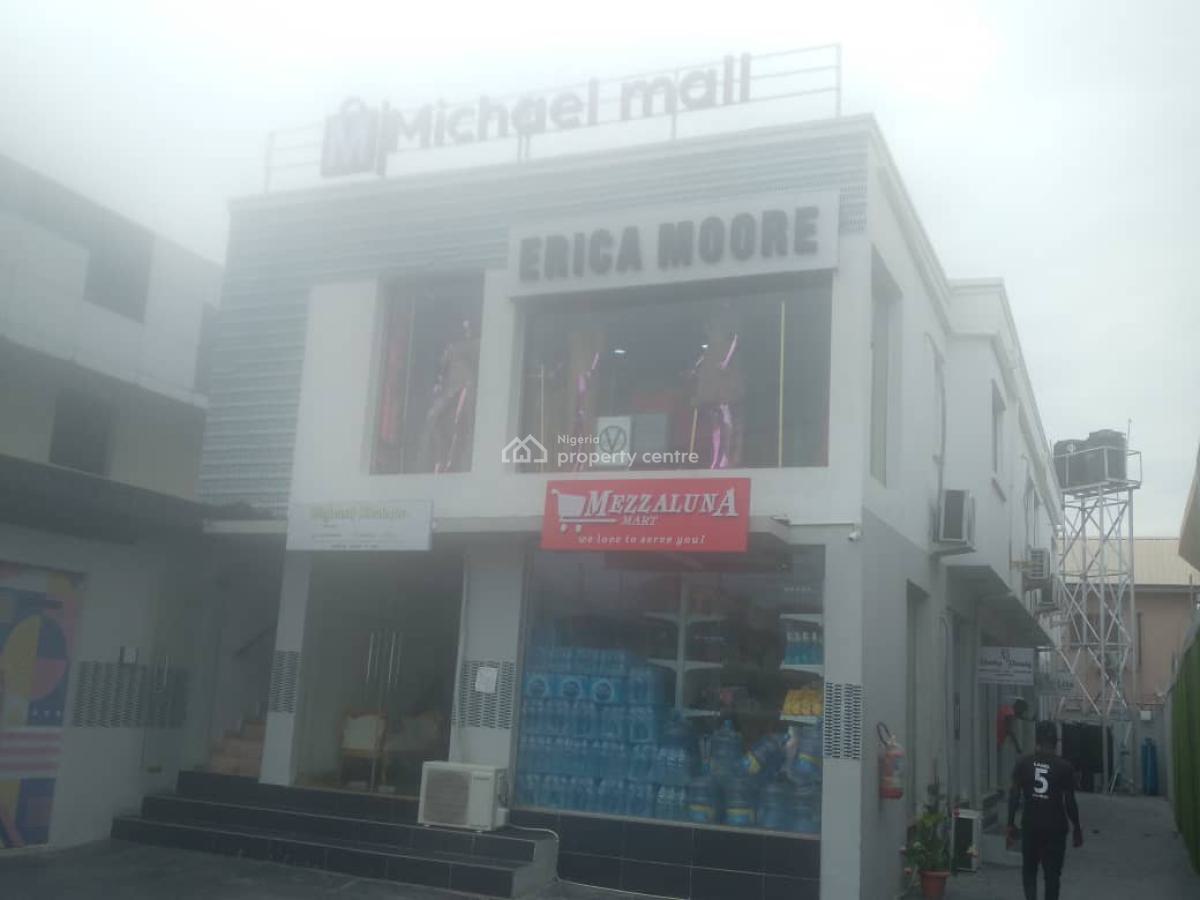 Michael mall
ERICA MOORE
Nigeria
property centre
MEZZALUNA
MART
we love to serve you!
5